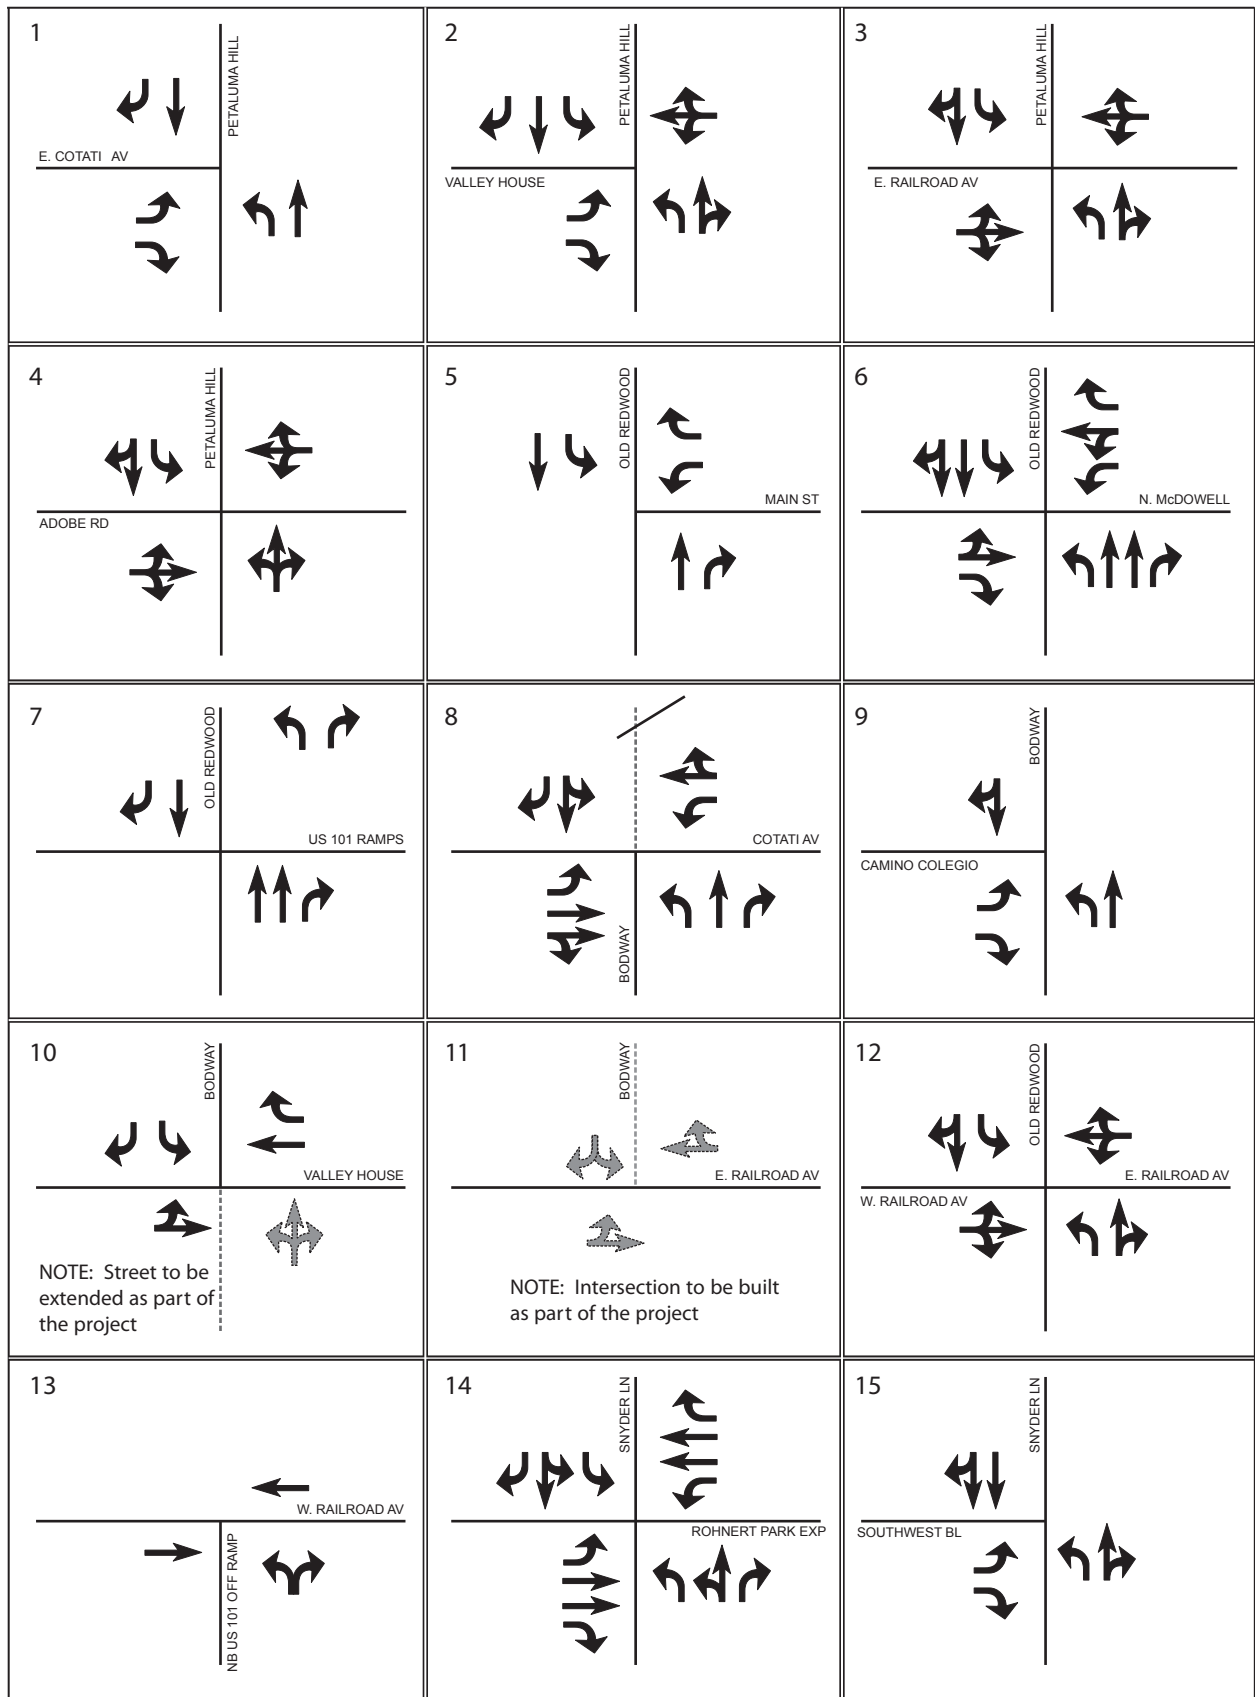 1
PETALUMA HILL
E. COTATI AV
2
PETALUMA HILL
VALLEY HOUSE
3
PETALUMA HILL
E. RAILROAD AV
4
PETALUMA HILL
ADOBE RD
5
OLD REDWOOD
MAIN ST
6
OLD REDWOOD
N. McDOWELL
7
OLD REDWOOD
US 101 RAMPS
8
COTATI AV
BODWAY
9
BODWAY
CAMINO COLEGIO
10
BODWAY
VALLEY HOUSE
NOTE: Street to be
extended as part of
the project
11
BODWAY
E. RAILROAD AV
NOTE: Intersection to be built
as part of the project
12
OLD REDWOOD
E. RAILROAD AV
W. RAILROAD AV
13
W. RAILROAD AV
NB US 101 OFF RAMP
14
SNYDER LN
ROHNERT PARK EXP
15
SNYDER LN
SOUTHWEST BL